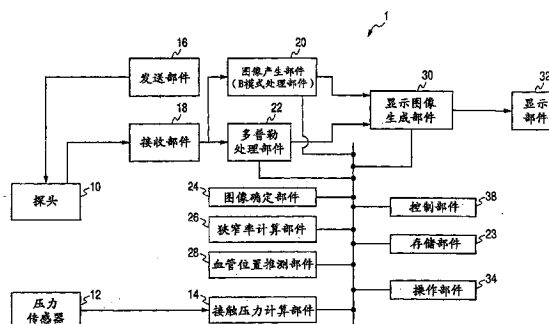 1
16
发送部件
20
图像产生部件
(B模式处理部件)
30
显示图像
生成部件
32
显示
部件
18
接收部件
22
多普勒
处理部件
10
探头
24
图像确定部件
38
控制部件
26
狭窄率计算部件
23
存储部件
28
血管位置推测部件
34
操作部件
12
压力
传感器
14
接触压力计算部件